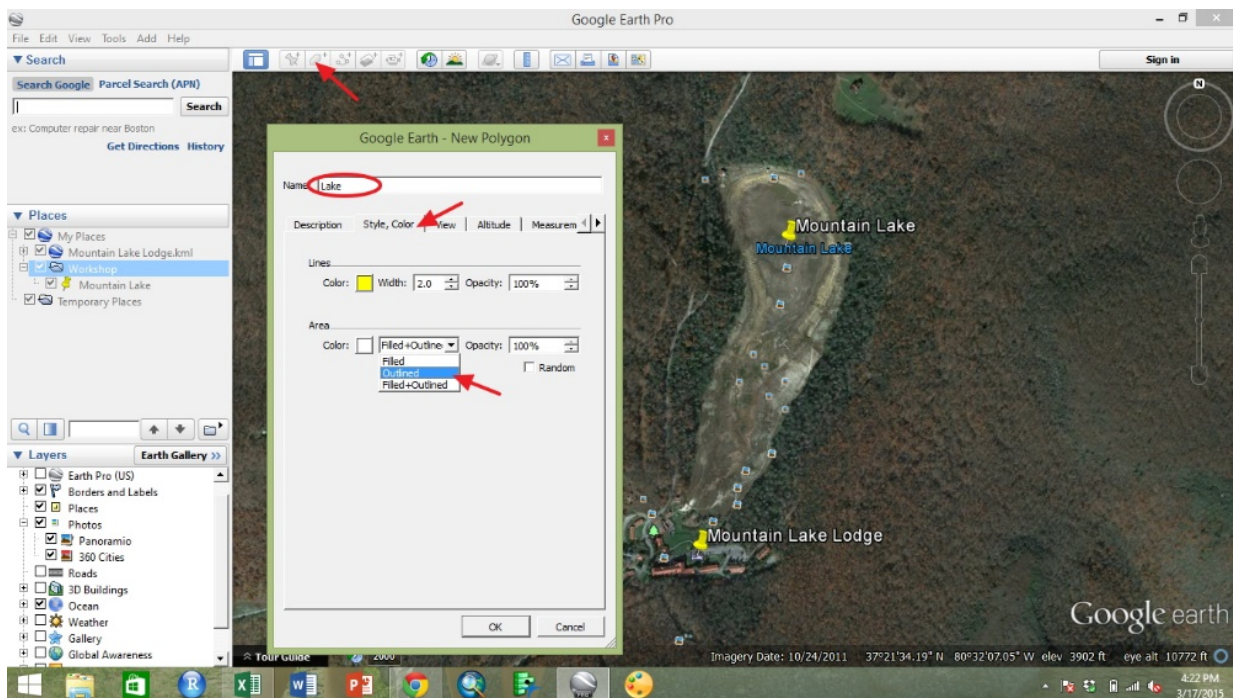 Google Earth Pro
File Edit View Tools Add Help
Search
Sign in
Search Google Parcel Search (APN)
Search
ex: Computer repair near Boston
Get Directions History
Places
My Places
Mountain Lake Lodge.kml
Workshop
Mountain Lake
Temporary Places
Layers
Earth Gallery >>
Earth Pro (US)
Borders and Labels
Places
Photos
Panoramio
360 Cities
Roads
3D Buildings
Ocean
Weather
Gallery
Global Awareness
Google Earth - New Polygon
Name: Lake
Description Style, Color View Altitude Measurem
Lines
Color: Width: 2.0 Opacity: 100%
Area
Color: Filled+Outline Opacity: 100%
Filled
Outlined
Filled+Outlined
Random
OK Cancel
N
Mountain Lake
Mountain Lake
Mountain Lake Lodge
Google earth
Tour Guide 2000
Imagery Date: 10/24/2011 37°21'34.19" N 80°32'07.05" W elev 3902 ft eye alt 10772 ft
4:22 PM
3/17/2015